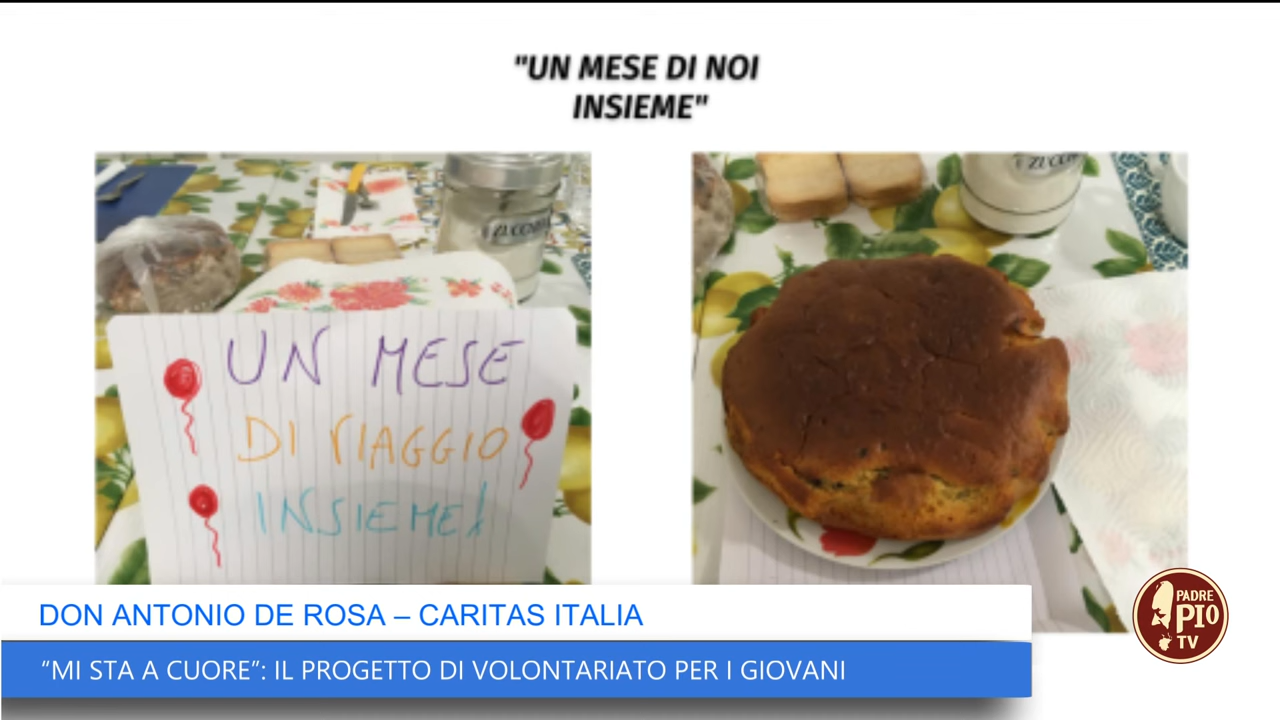 "UN MESE DI NOI
INSIEME"
ZUCCH
UN MESE
DI VIAGGIO
INSIEME!
DON ANTONIO DE ROSA – CARITAS ITALIA
“MI STA A CUORE”: IL PROGETTO DI VOLONTARIATO PER I GIOVANI
PADRE
PIO
TV